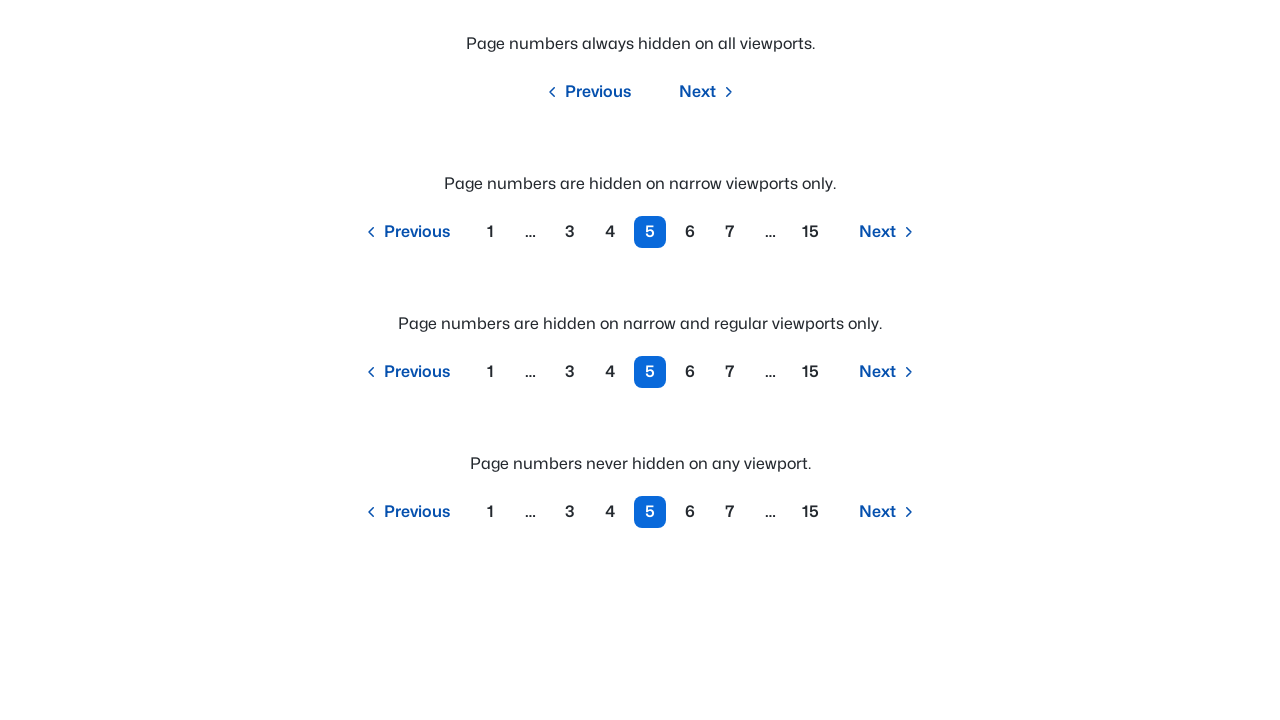 Page numbers always hidden on all viewports.
Previous Next
Page numbers are hidden on narrow viewports only.
Previous 1 … 3 4 5 6 7 … 15 Next
Page numbers are hidden on narrow and regular viewports only.
Previous 1 … 3 4 5 6 7 … 15 Next
Page numbers never hidden on any viewport.
Previous 1 … 3 4 5 6 7 … 15 Next